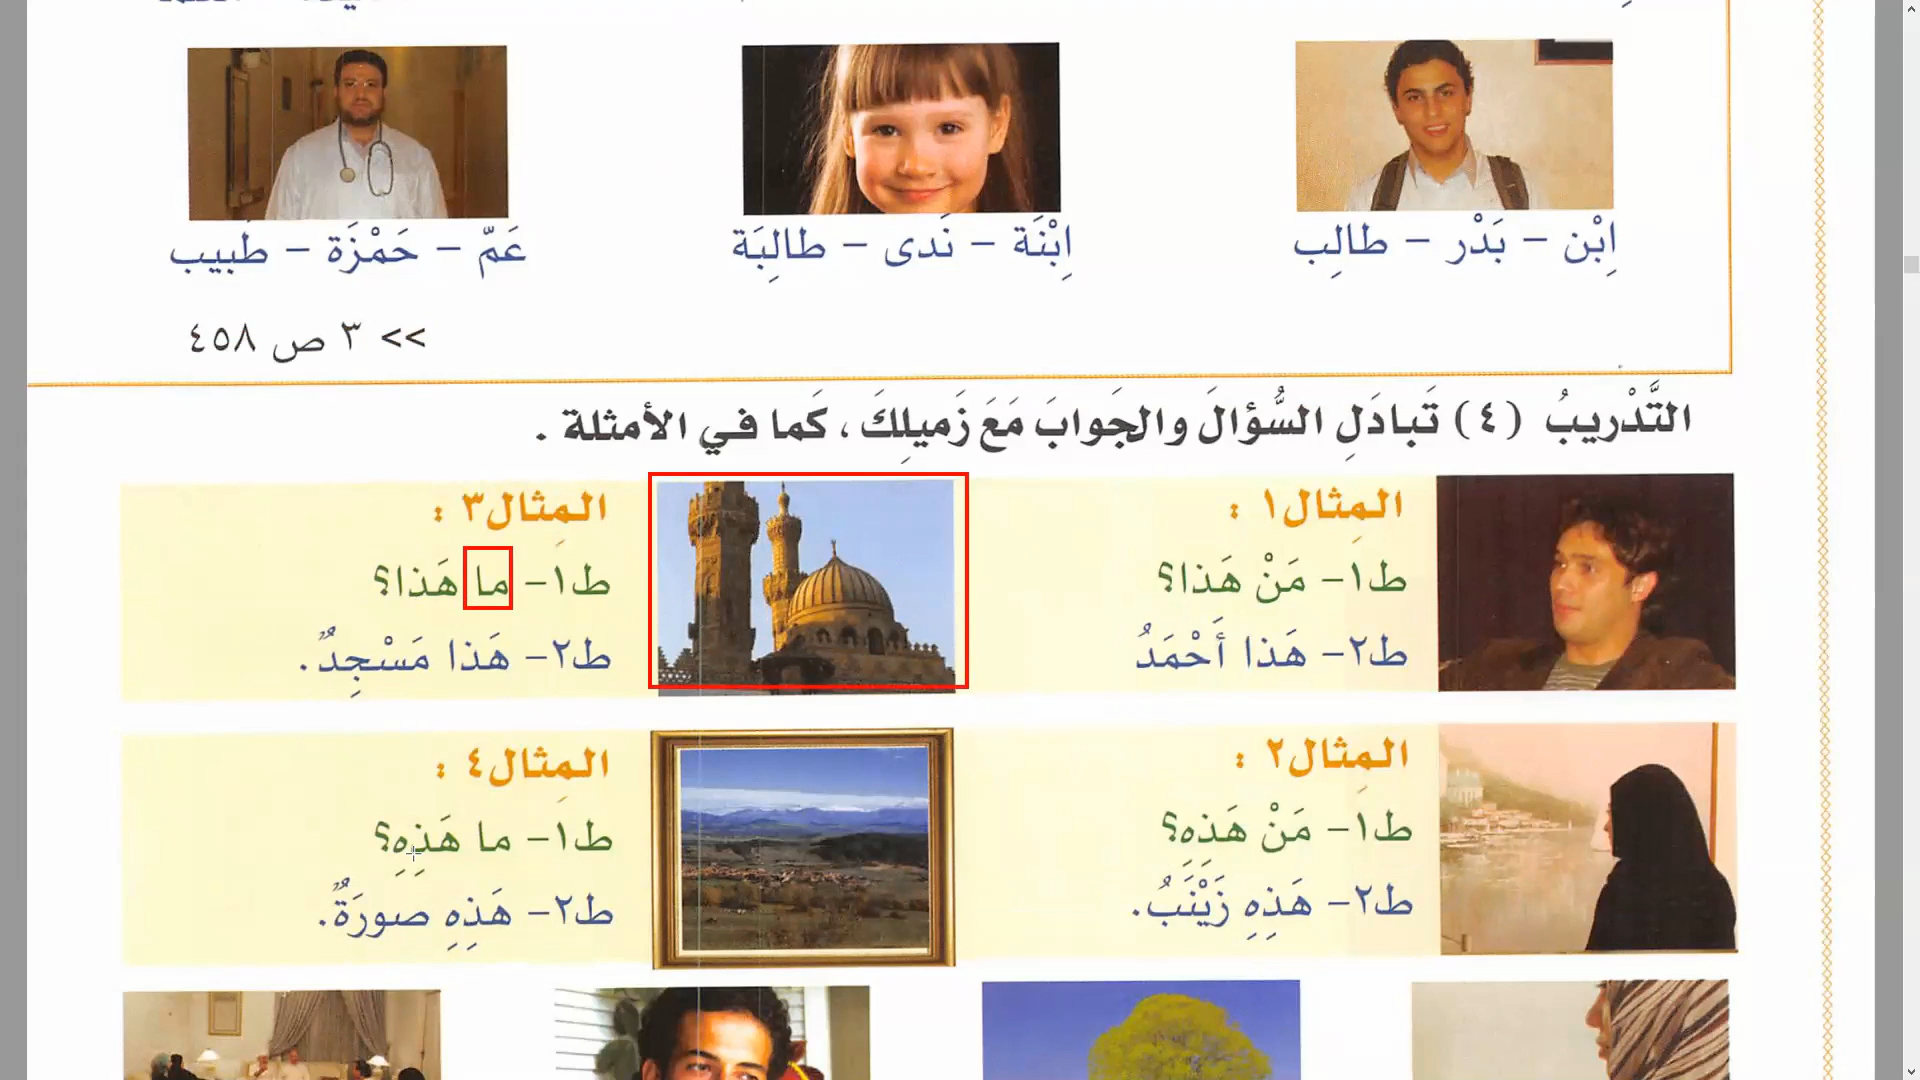 اِبْن – بَدْر – طالِب
اِبْنَة – نَدى – طالِبَة
عَمّ – حَمْزَة – طَبيب
>> ٣ ص ٤٥٨
التَّدْريبُ (٤) تَبادَلِ السُّؤالَ والجَوابَ مَعَ زَميلِكَ، كَما في الأمثلة .
المِثال١ :
ط١– مَنْ هَذا؟
ط٢– هَذا أَحْمَدُ
المِثال٣ :
ط١– ما هَذا؟
ط٢– هَذا مَسْجِدٌ.
المِثال٢ :
ط١– مَنْ هَذِهِ؟
ط٢– هَذِهِ زَيْنَبُ.
المِثال٤ :
ط١– ما هَذِهِ؟
ط٢– هَذِهِ صورَةٌ.